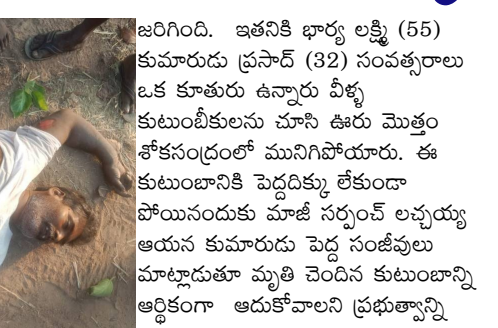 జరిగింది. ఇతనికి భార్య లక్ష్మి (55)
కుమారుడు ప్రసాద్ (32) సంవత్సరాలు
ఒక కూతురు ఉన్నారు వీళ్ళ
కుటుంబీకులను చూసి ఊరు మొత్తం
శోకసంద్రంలో మునిగిపోయారు. ఈ
కుటుంబానికి పెద్దదిక్కు లేకుండా
పోయినందుకు మాజీ సర్పంచ్ లచ్చయ్య
ఆయన కుమారుడు పెద్ద సంజీవులు
మాట్లాడుతూ మృతి చెందిన కుటుంబాన్ని
ఆర్థికంగా ఆదుకోవాలని ప్రభుత్వాన్ని